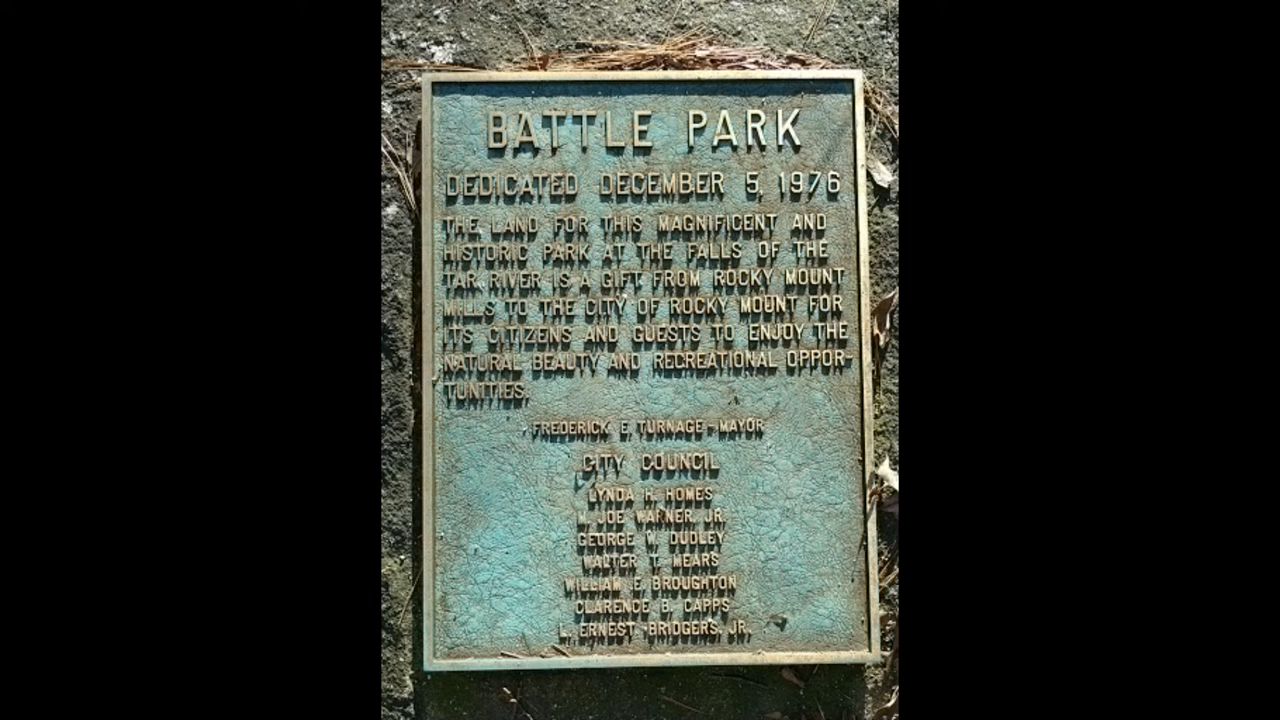 BATTLE PARK
DEDICATED DECEMBER 5, 1976
THE LAND FOR THIS MAGNIFICENT AND
HISTORIC PARK AT THE FALLS OF THE
TAR RIVER IS A GIFT FROM ROCKY MOUNT
MILLS TO THE CITY OF ROCKY MOUNT FOR
ITS CITIZENS AND GUESTS TO ENJOY THE
NATURAL BEAUTY AND RECREATIONAL OPPOR-
TUNITIES.
FREDERICK E. TURNAGE-MAYOR
CITY COUNCIL
LYNDA H. HOMES
JOE WARNER, JR.
GEORGE W. DUDLEY
WALTER T. MEARS
WILLIAM E. BROUGHTON
CLARENCE B. CAPPS
L. ERNEST BRIDGERS, JR.